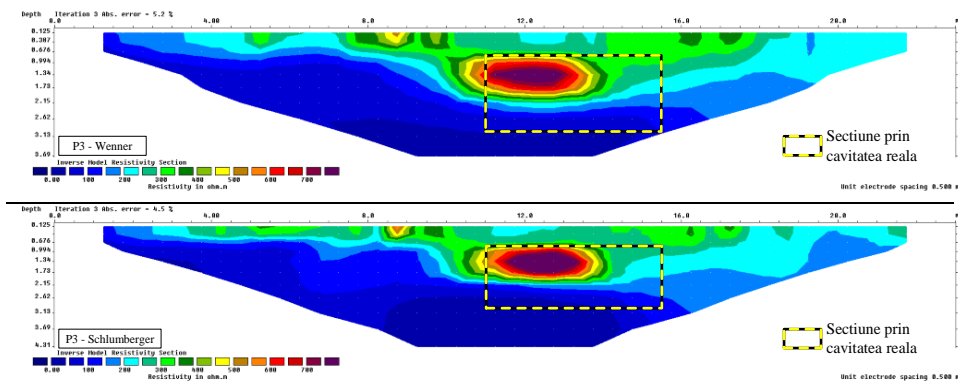 Depth Iteration 3 Abs. error = 5.2 %
0.0 4.0 8.0 12.0 16.0 20.0 m
0.125
0.387
0.676
0.994
1.34
1.73
2.15
2.62
3.13
3.69
P3 - Wenner
Sectiune prin
cavitatea reala
Inverse Model Resistivity Section
0.00 100 200 300 400 500 600 700
Resistivity in ohm.m
Unit electrode spacing 0.500
Depth Iteration 3 Abs. error = 4.5 %
0.0 4.0 8.0 12.0 16.0 20.0 m
0.125
0.676
0.994
1.34
1.73
2.15
2.62
3.13
3.69
4.31
P3 - Schlumberger
Sectiune prin
cavitatea reala
Inverse Model Resistivity Section
0.00 100 200 300 400 500 600 700
Resistivity in ohm.m
Unit electrode spacing 0.500